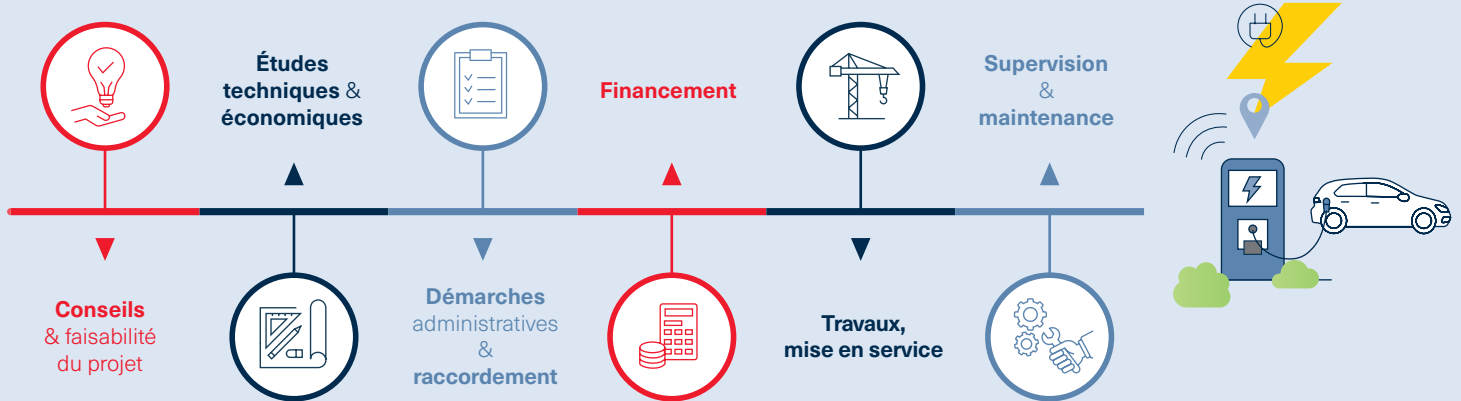 Conseils
& faisabilité
du projet
Études
techniques &
économiques
Démarches
administratives
&
raccordement
Financement
Travaux,
mise en service
Supervision
&
maintenance